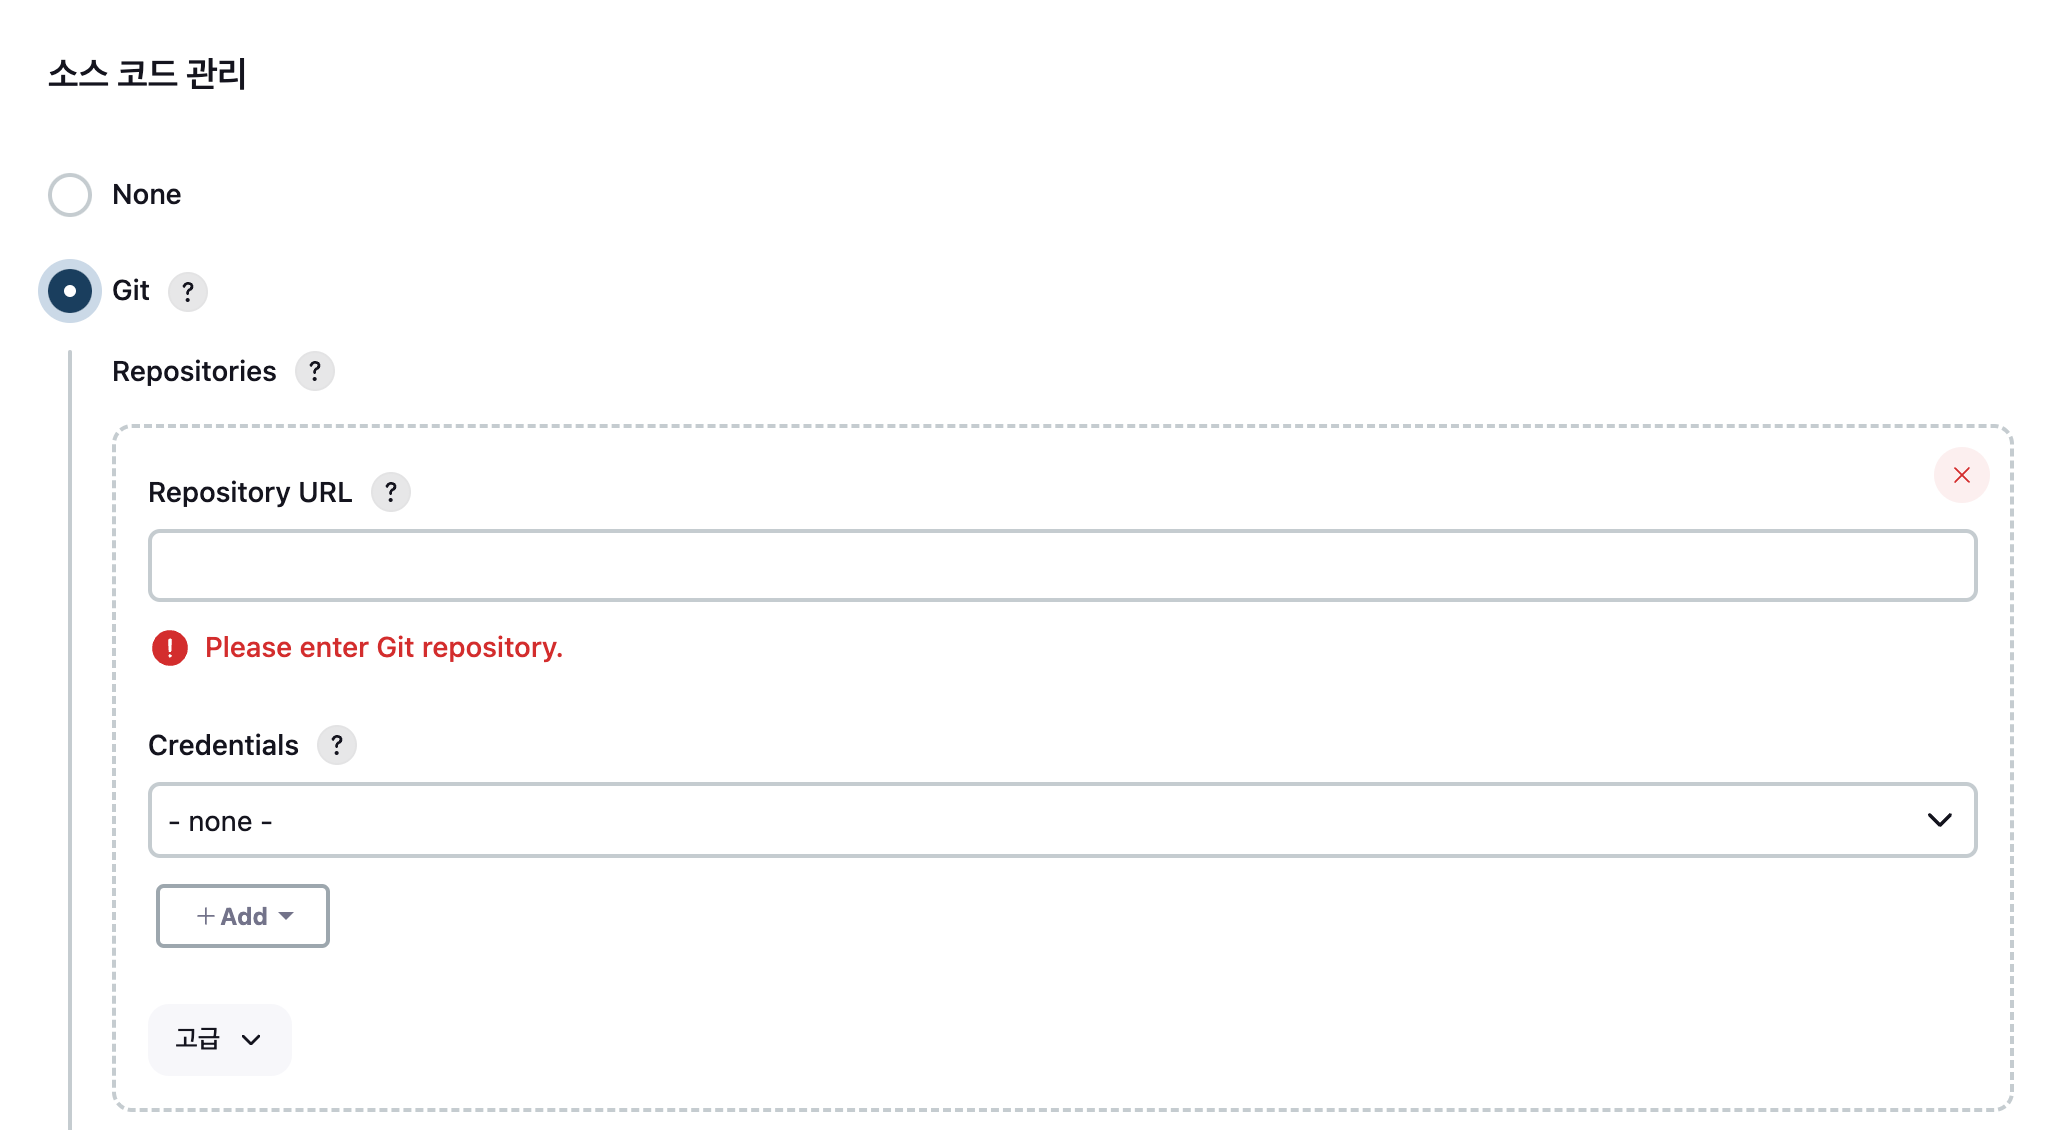 소스 코드 관리
None
Git ?
Repositories ?
Repository URL ?
! Please enter Git repository.
Credentials ?
- none -
+ Add
고급